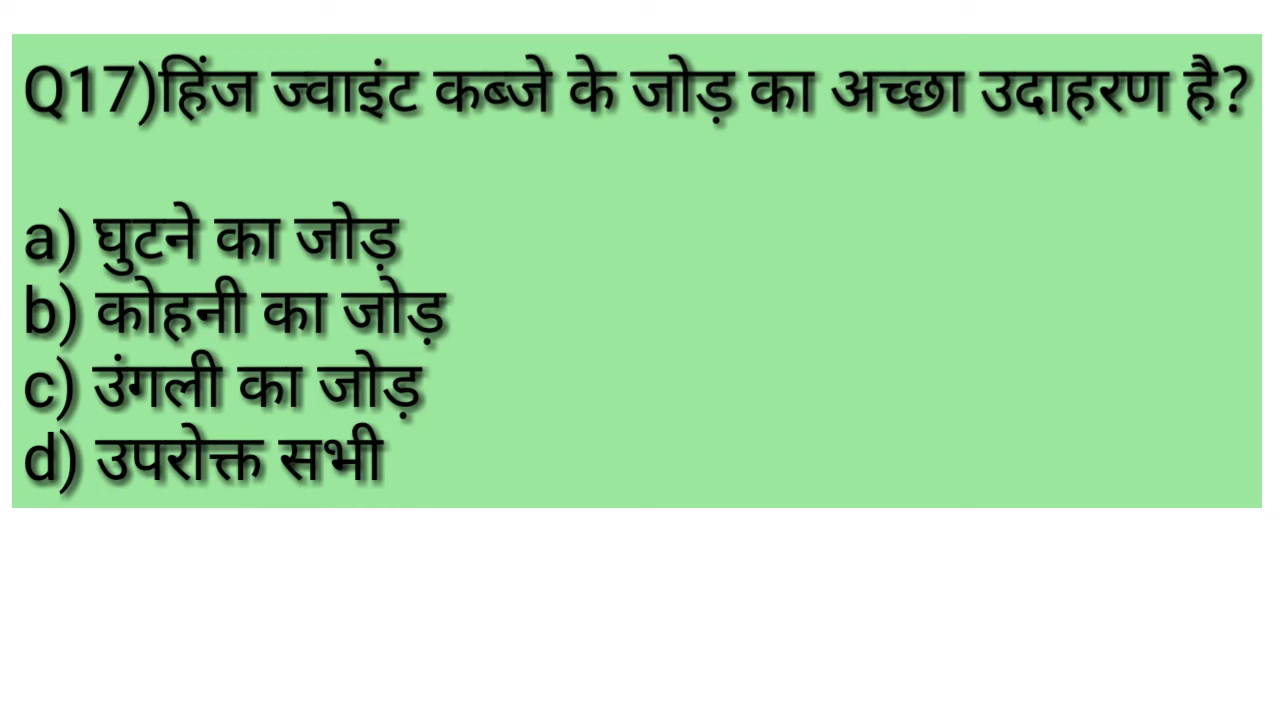 Q17)हिंज ज्वाइंट कब्जे के जोड़ का अच्छा उदाहरण है?
a) घुटने का जोड़
b) कोहनी का जोड़
c) उंगली का जोड़
d) उपरोक्त सभी